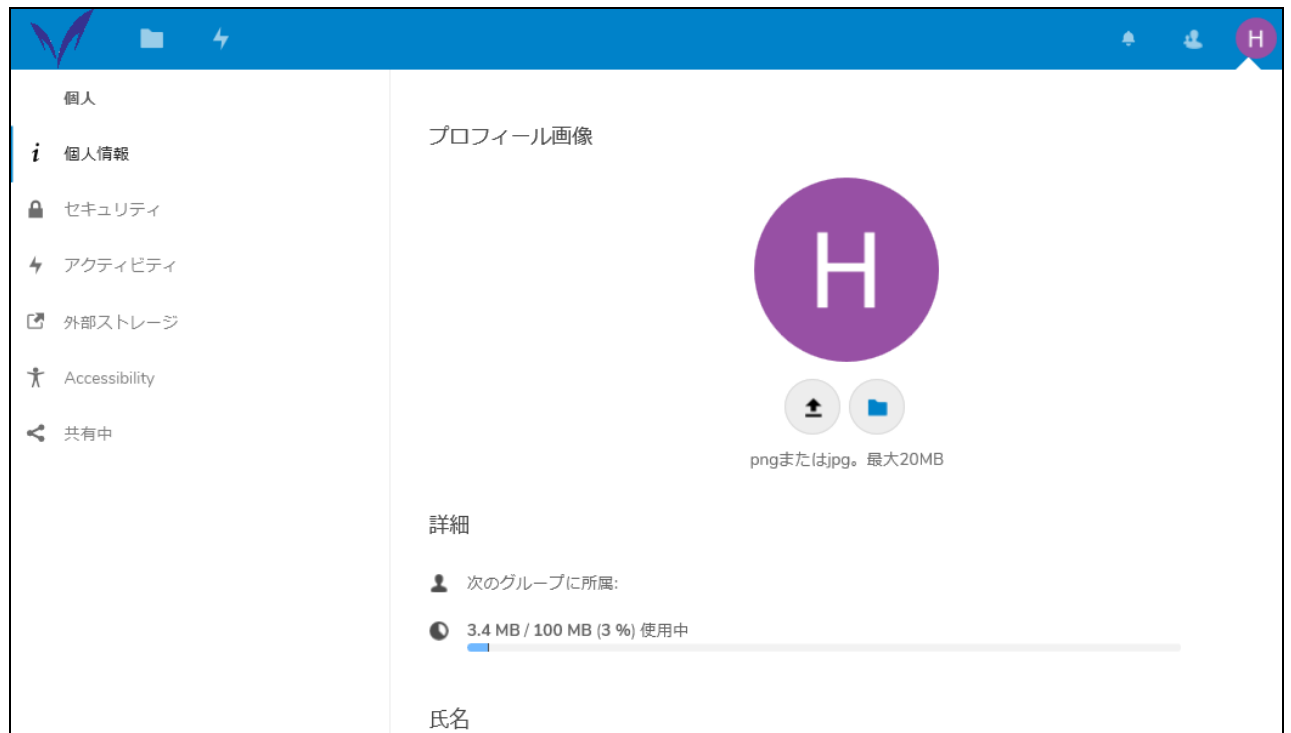 H
個人
個人情報
セキュリティ
アクティビティ
外部ストレージ
Accessibility
共有中
プロフィール画像
H
pngまたはjpg。最大20MB
詳細
次のグループに所属:
3.4 MB / 100 MB (3 %) 使用中
氏名